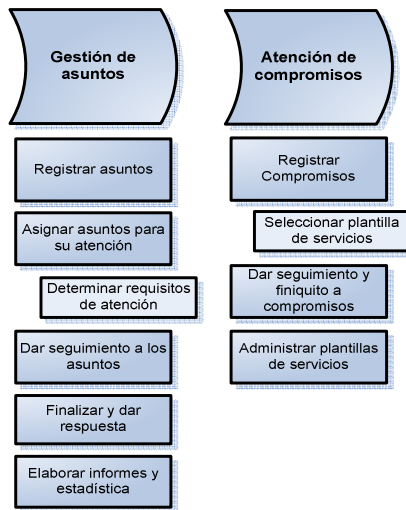 Gestión de
asuntos
Registrar asuntos
Asignar asuntos para
su atención
Determinar requisitos
de atención
Dar seguimiento a los
asuntos
Finalizar y dar
respuesta
Elaborar informes y
estadística
Atención de
compromisos
Registrar
Compromisos
Seleccionar plantilla
de servicios
Dar seguimiento y
finiquito a
compromisos
Administrar plantillas
de servicios